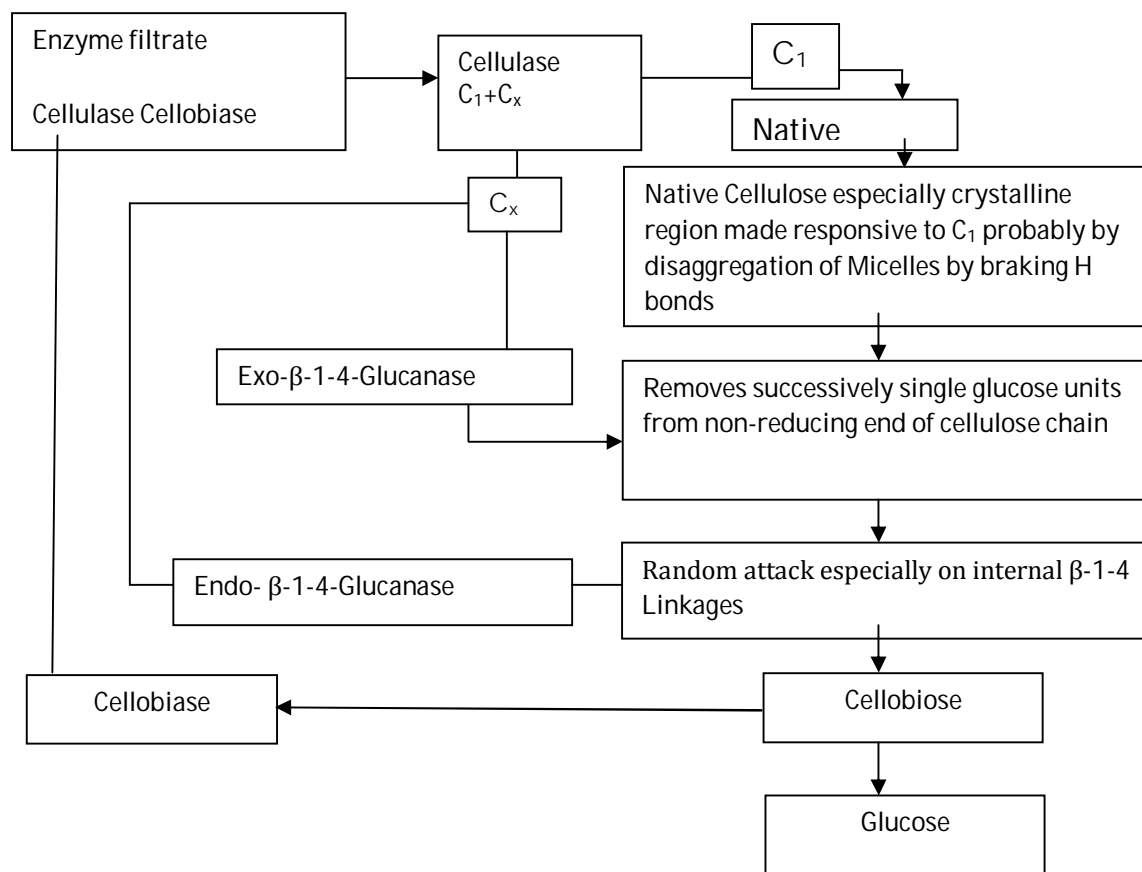 Enzyme filtrate
Cellulase Cellobiase
Cellulase
C₁+Cₓ
C₁
Native
Cₓ
Native Cellulose especially crystalline
region made responsive to C₁ probably by
disaggregation of Micelles by braking H
bonds
Exo-β-1-4-Glucanase
Removes successively single glucose units
from non-reducing end of cellulose chain
Endo- β-1-4-Glucanase
Random attack especially on internal β-1-4
Linkages
Cellobiase
Cellobiose
Glucose